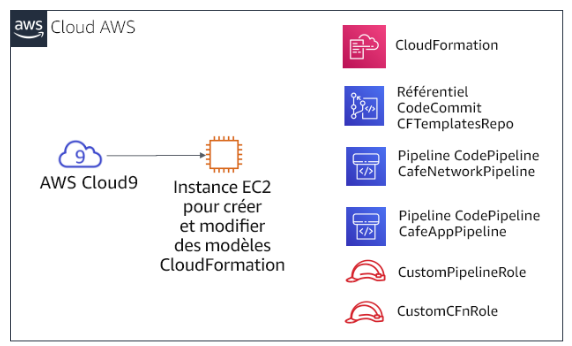 aws
Cloud AWS
9
AWS Cloud9
Instance EC2
pour créer
et modifier
des modèles
CloudFormation
CloudFormation
Référentiel
CodeCommit
CFTemplatesRepo
Pipeline CodePipeline
CafeNetworkPipeline
Pipeline CodePipeline
CafeAppPipeline
CustomPipelineRole
CustomCFnRole